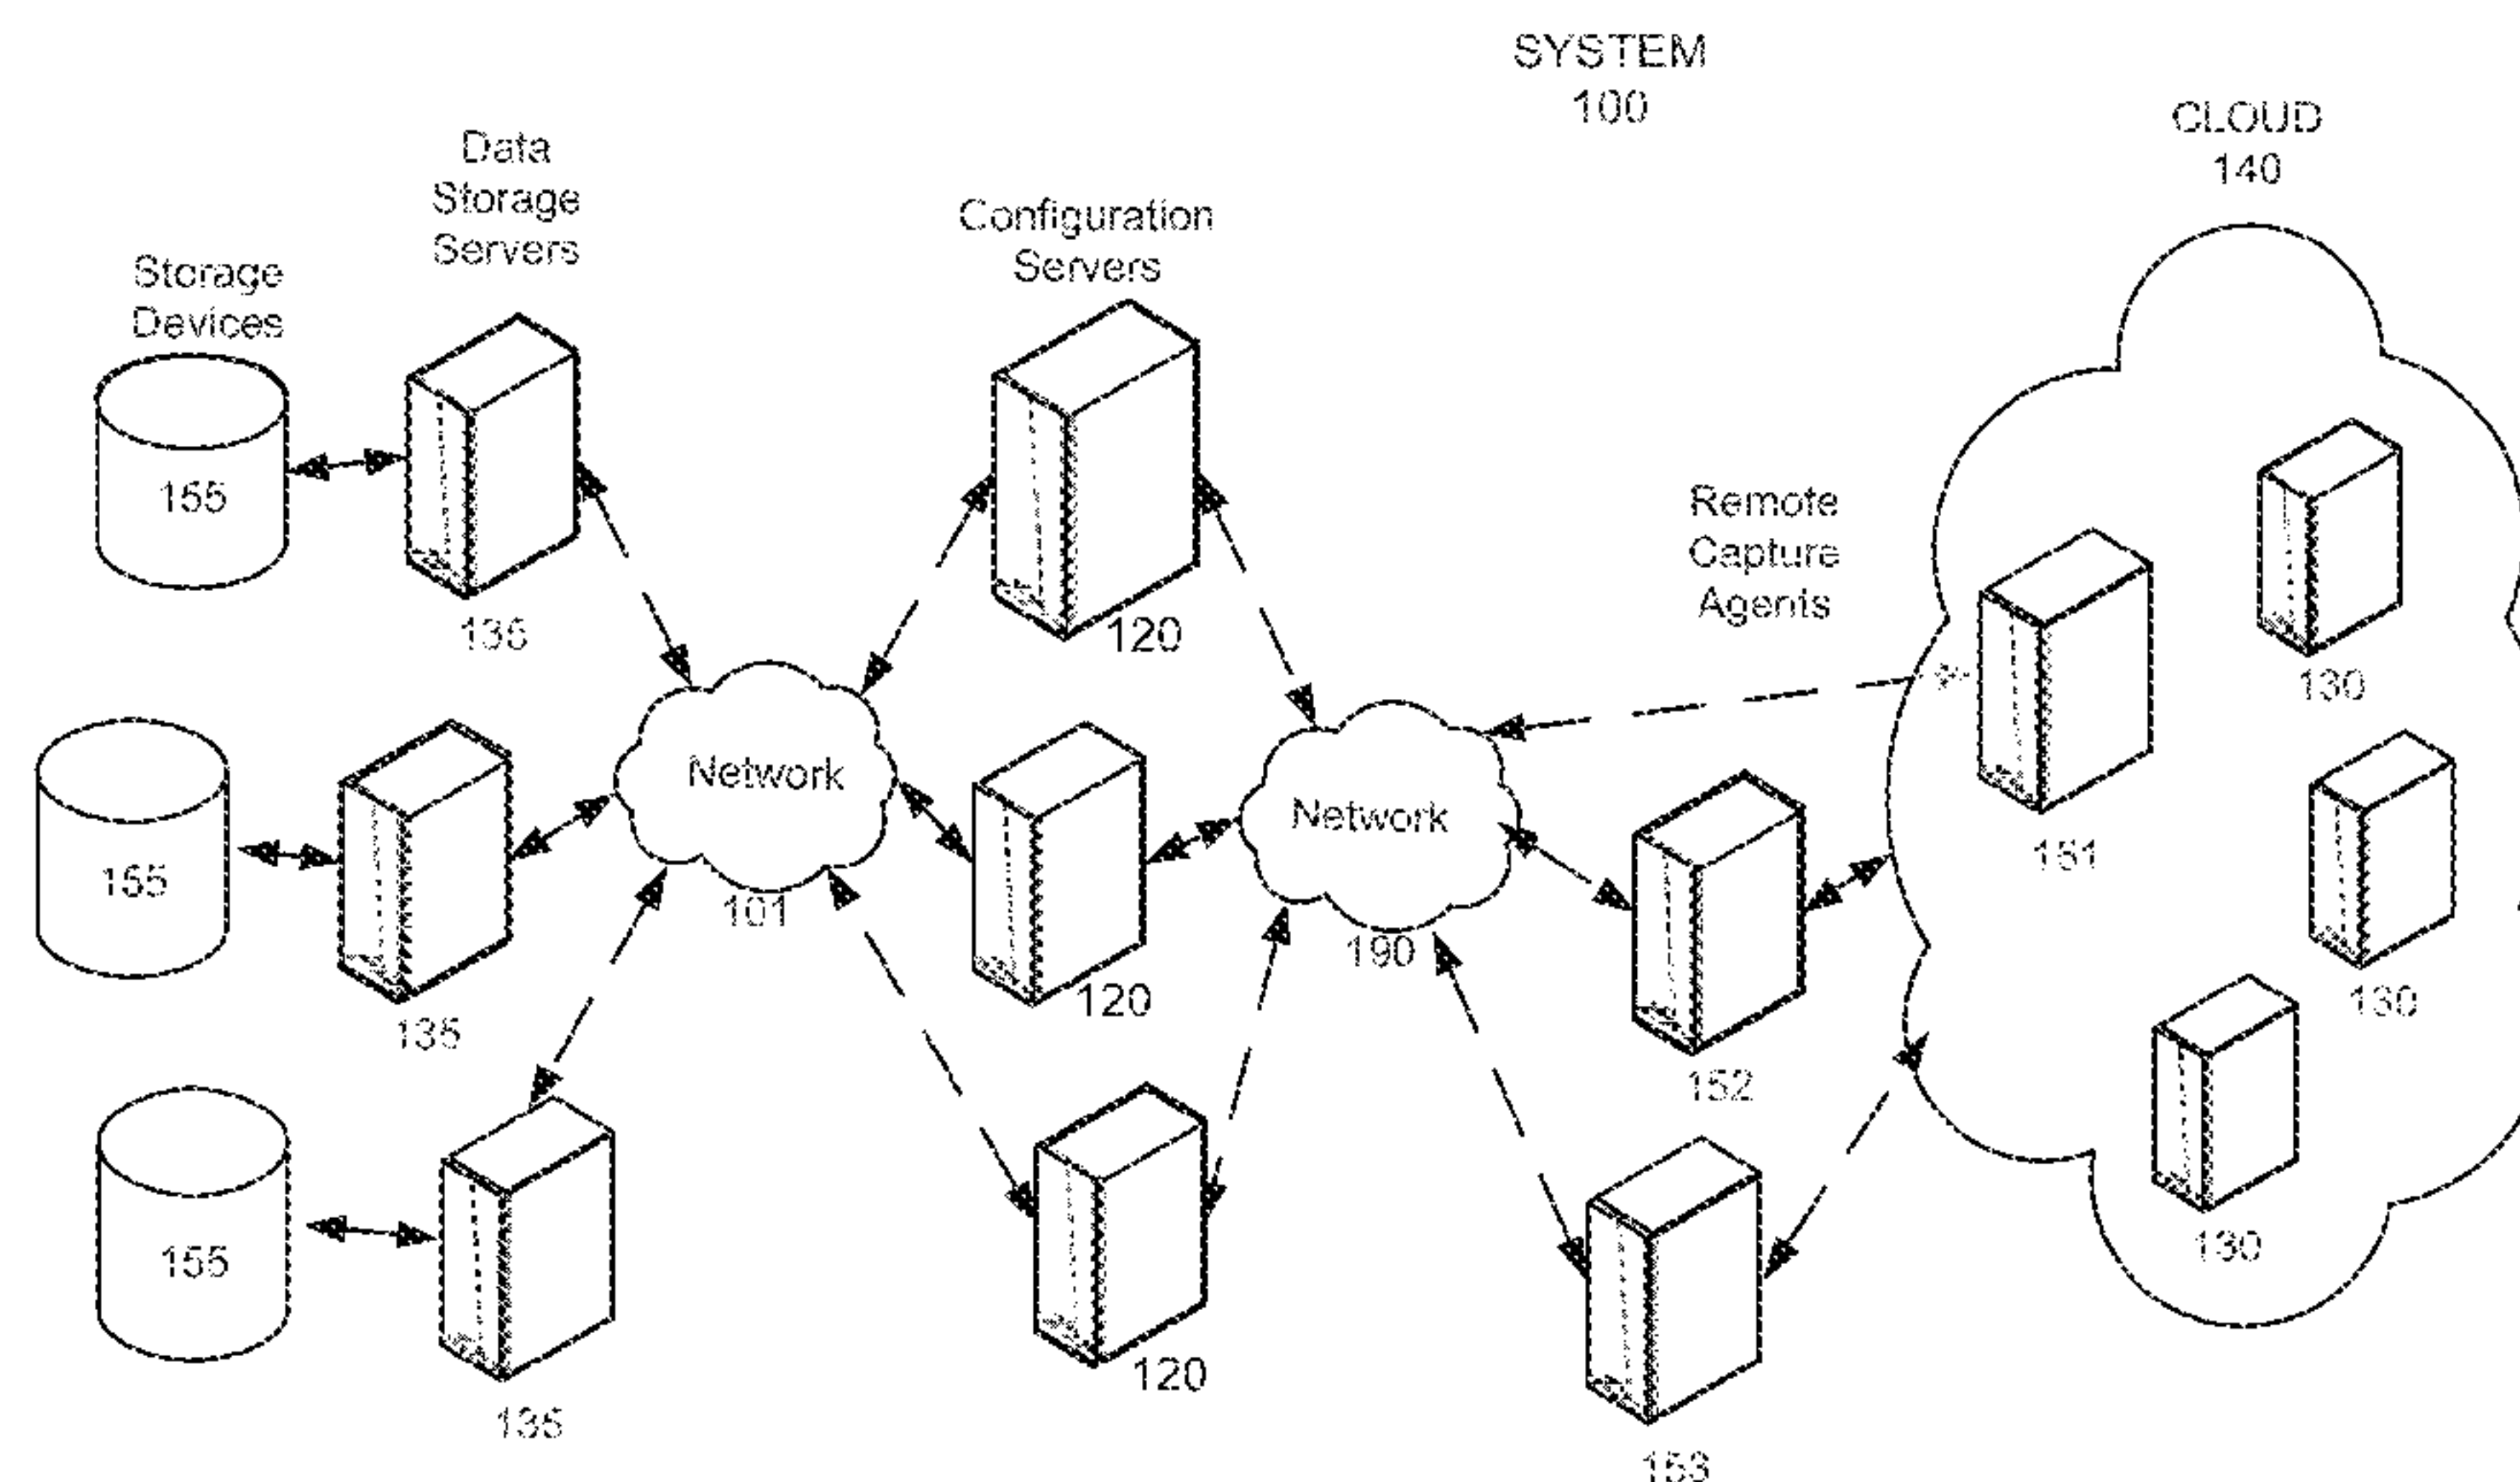 SYSTEM
100
CLOUD
140
Data
Storage
Servers
Configuration
Servers
Storage
Devices
Remote
Capture
Agents
155
135
120
130
Network
101
Network
190
151
155
135
120
152
130
155
135
120
153
130